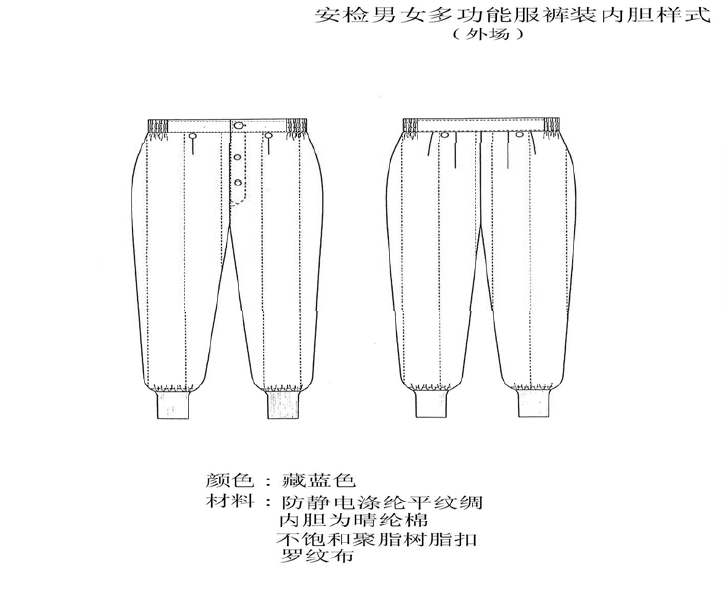 安检男女多功能服裤装内胆样式
（外场）
颜色：藏蓝色
材料：防静电涤纶平纹绸
内胆为晴纶棉
不饱和聚脂树脂扣
罗纹布